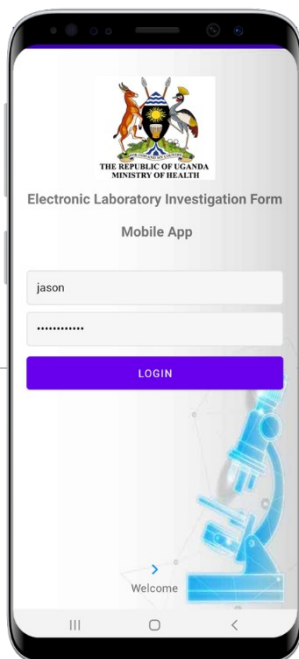 THE REPUBLIC OF UGANDA
MINISTRY OF HEALTH
Electronic Laboratory Investigation Form
Mobile App
jason
••••••••••••
LOGIN
Welcome